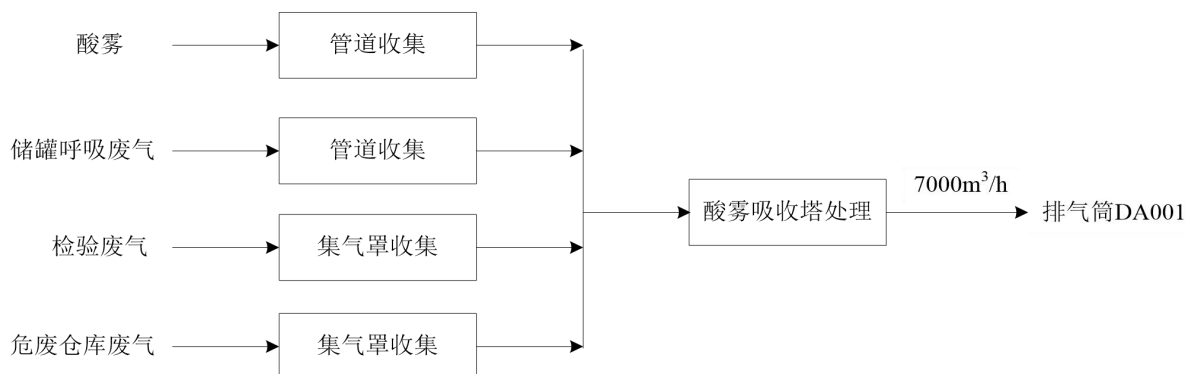 酸雾
管道收集
储罐呼吸废气
管道收集
7000m³/h
酸雾吸收塔处理
排气筒DA001
检验废气
集气罩收集
危废仓库废气
集气罩收集